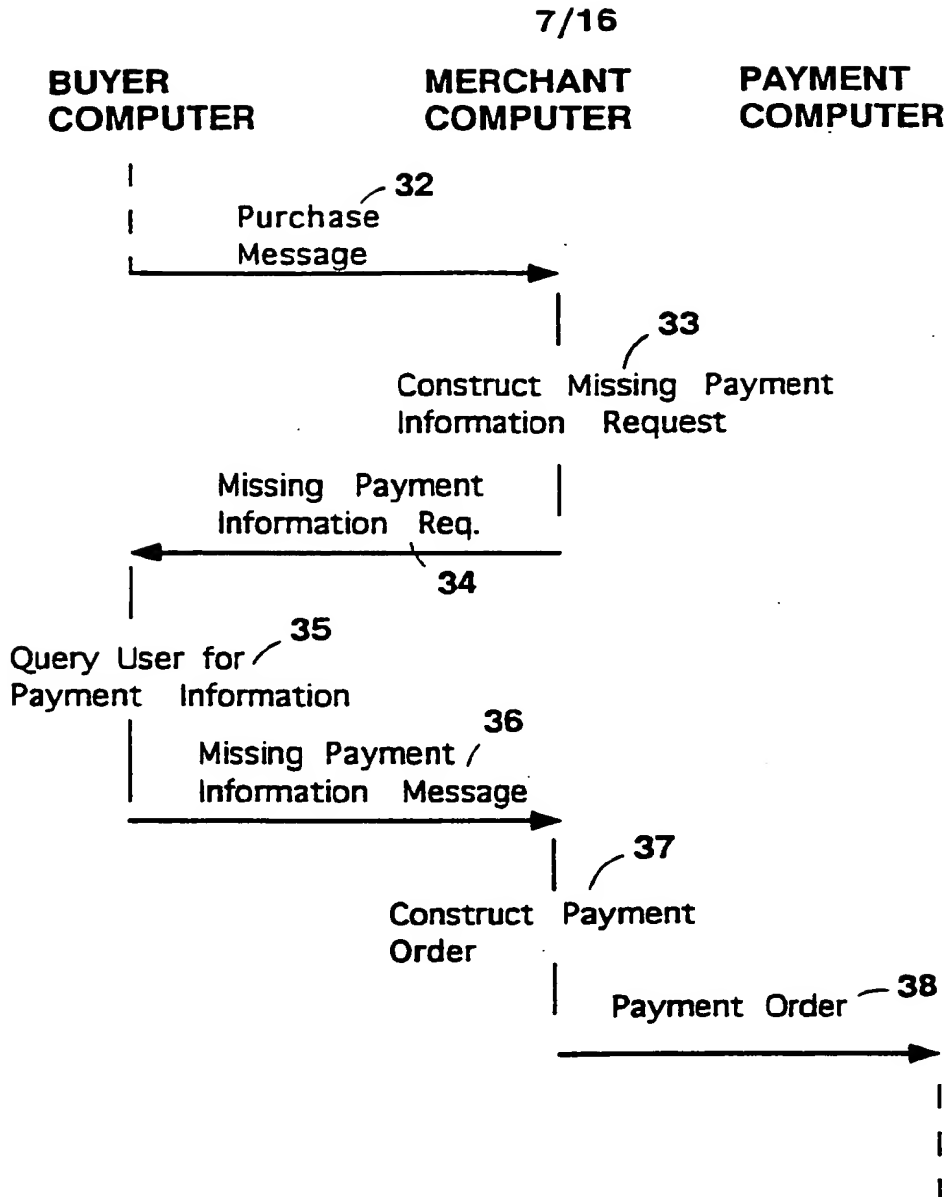 7/16
BUYER
COMPUTER
MERCHANT
COMPUTER
PAYMENT
COMPUTER
32
Purchase
Message
33
Construct Missing Payment
Information Request
Missing Payment
Information Req.
34
35
Query User for
Payment Information
36
Missing Payment
Information Message
37
Construct Payment
Order
Payment Order
38